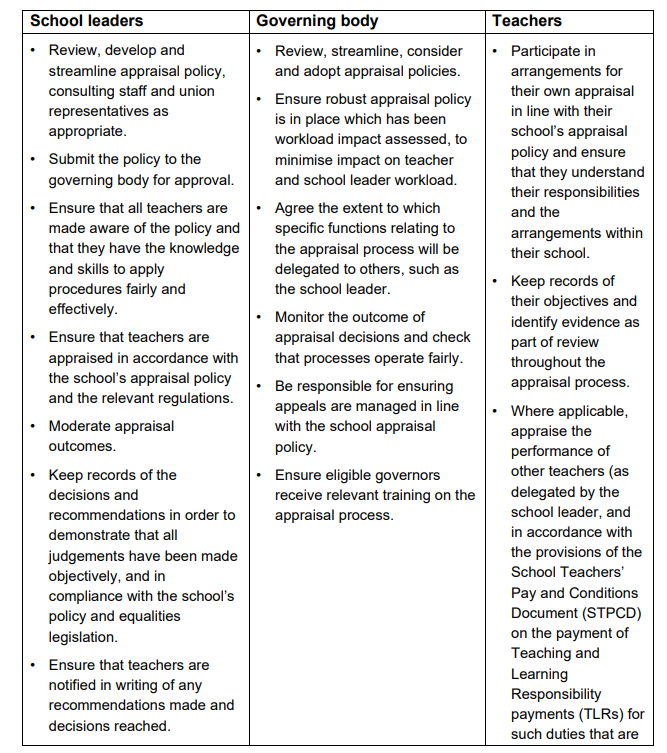 School leaders
• Review, develop and
streamline appraisal policy,
consulting staff and union
representatives as
appropriate.
• Submit the policy to the
governing body for approval.
• Ensure that all teachers are
made aware of the policy and
that they have the knowledge
and skills to apply
procedures fairly and
effectively.
• Ensure that teachers are
appraised in accordance with
the school’s appraisal policy
and the relevant regulations.
• Moderate appraisal
outcomes.
• Keep records of the
decisions and
recommendations in order to
demonstrate that all
judgements have been made
objectively, and in
compliance with the school’s
policy and equalities
legislation.
• Ensure that teachers are
notified in writing of any
recommendations made and
decisions reached.
Governing body
• Review, streamline, consider
and adopt appraisal policies.
• Ensure robust appraisal policy
is in place which has been
workload impact assessed, to
minimise impact on teacher
and school leader workload.
• Agree the extent to which
specific functions relating to
the appraisal process will be
delegated to others, such as
the school leader.
• Monitor the outcome of
appraisal decisions and check
that processes operate fairly.
• Be responsible for ensuring
appeals are managed in line
with the school appraisal
policy.
• Ensure eligible governors
receive relevant training on the
appraisal process.
Teachers
• Participate in
arrangements for
their own appraisal
in line with their
school’s appraisal
policy and ensure
that they understand
their responsibilities
and the
arrangements within
their school.
• Keep records of
their objectives and
identify evidence as
part of review
throughout the
appraisal process.
• Where applicable,
appraise the
performance of
other teachers (as
delegated by the
school leader, and
in accordance with
the provisions of the
School Teachers’
Pay and Conditions
Document (STPCD)
on the payment of
Teaching and
Learning
Responsibility
payments (TLRs) for
such duties that are